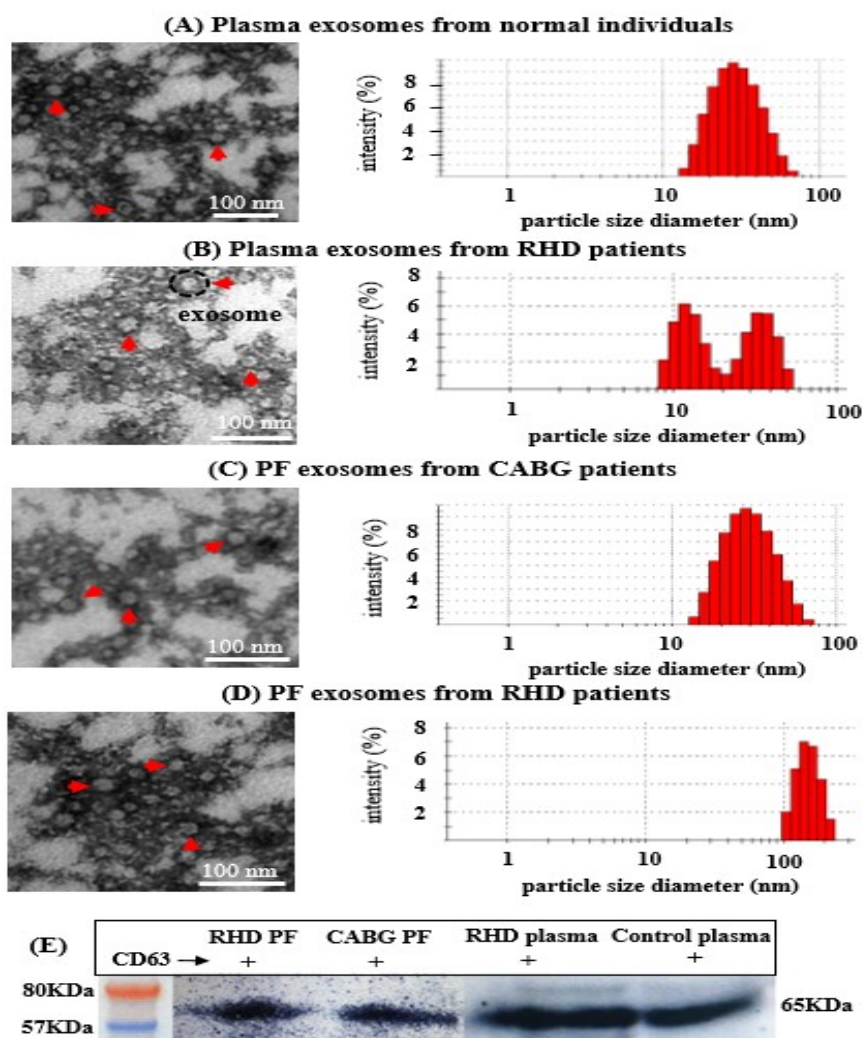 (A) Plasma exosomes from normal individuals
100 nm
intensity (%)
8
6
4
2
1 10 100
particle size diameter (nm)
(B) Plasma exosomes from RHD patients
exosome
100 nm
intensity (%)
8
6
4
2
1 10 100
particle size diameter (nm)
(C) PF exosomes from CABG patients
100 nm
intensity (%)
8
6
4
2
1 10 100
particle size diameter (nm)
(D) PF exosomes from RHD patients
100 nm
intensity (%)
8
6
4
2
1 10 100
particle size diameter (nm)
(E) RHD PF CABG PF RHD plasma Control plasma
CD63 → + + + +
80KDa
57KDa
65KDa